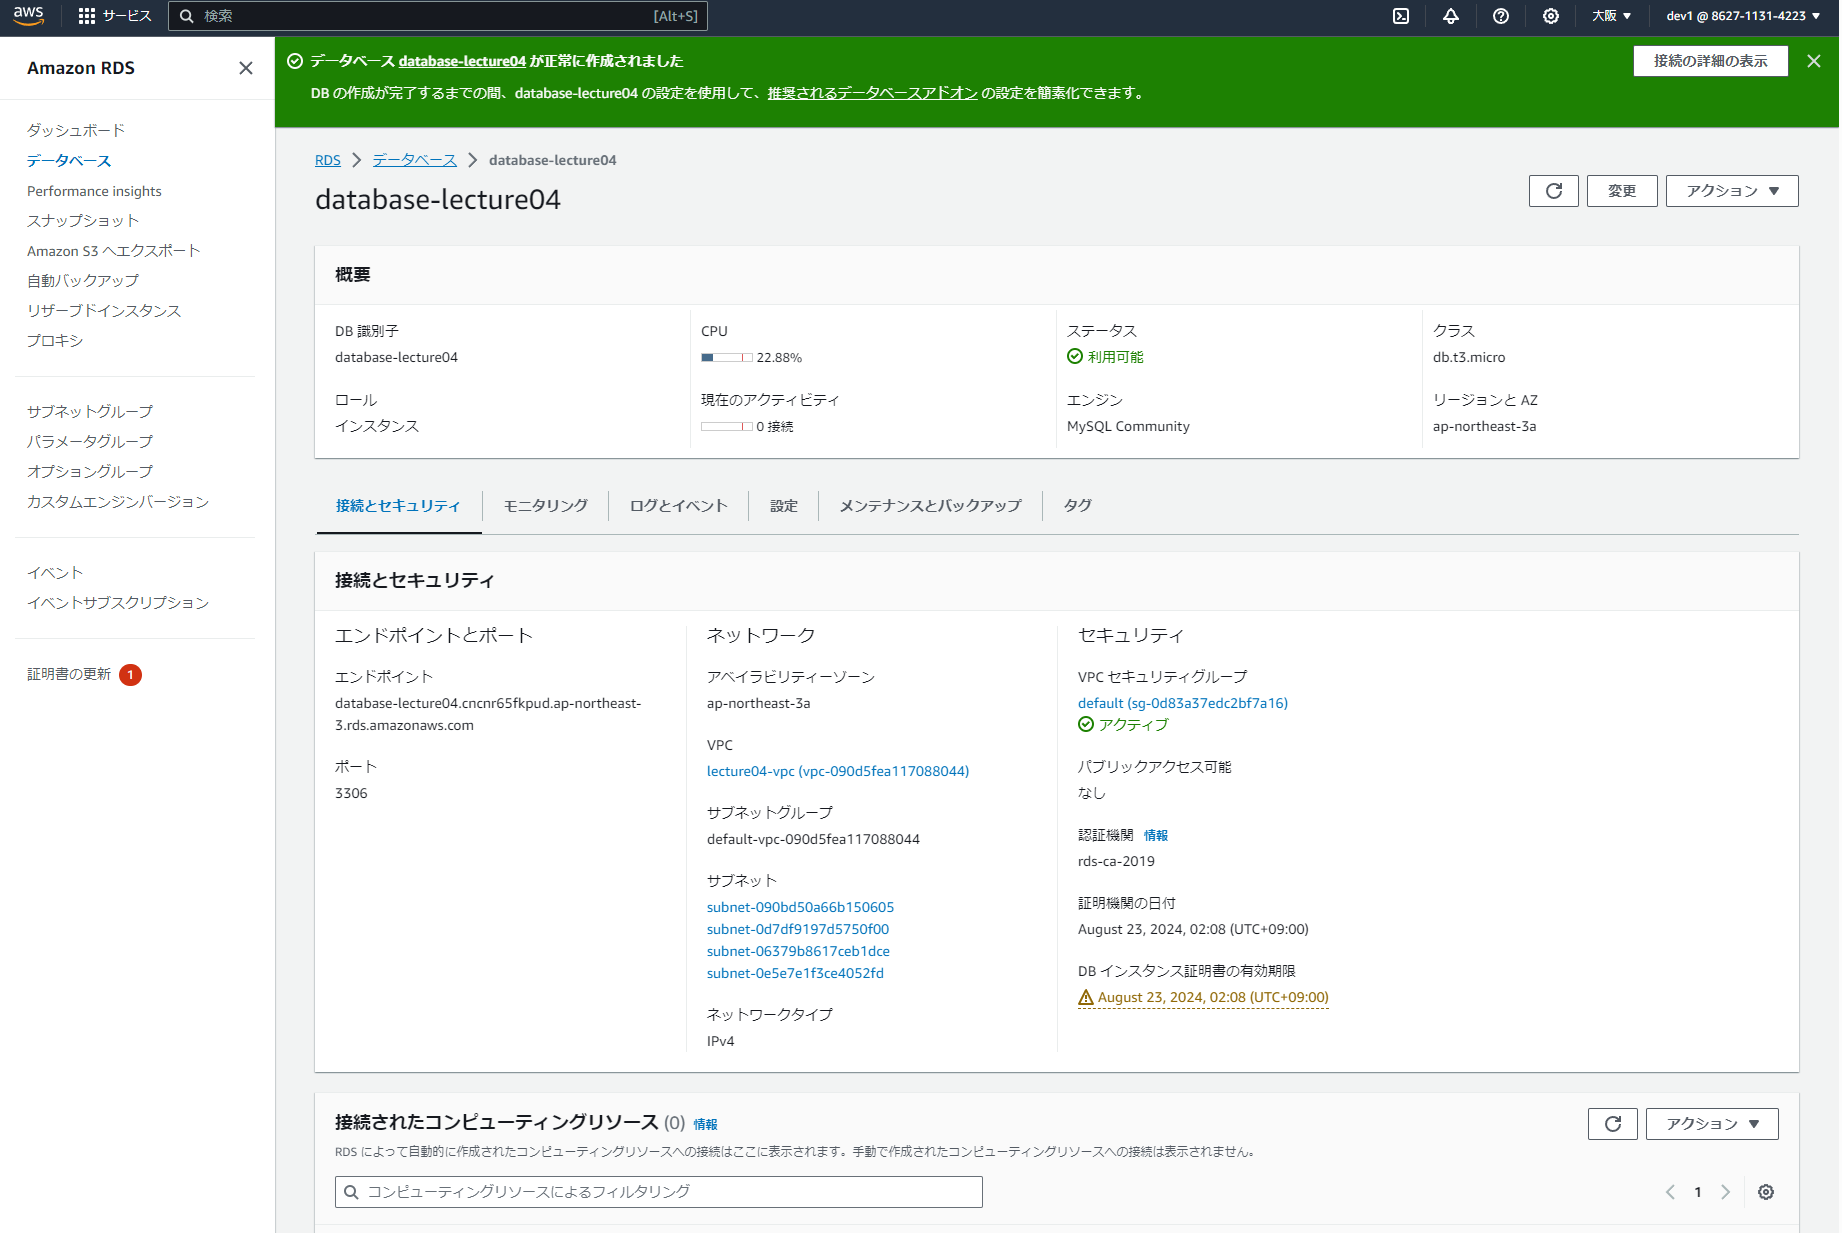 aws
サービス
検索
[Alt+S]
大阪 ▼
dev1 @ 8627-1131-4223 ▼
Amazon RDS
ダッシュボード
データベース
Performance insights
スナップショット
Amazon S3 へエクスポート
自動バックアップ
リザーブドインスタンス
プロキシ
サブネットグループ
パラメータグループ
オプショングループ
カスタムエンジンバージョン
イベント
イベントサブスクリプション
証明書の更新 1
データベース database-lecture04 が正常に作成されました
DB の作成が完了するまでの間、database-lecture04 の設定を使用して、推奨されるデータベースアドオン の設定を簡素化できます。
接続の詳細の表示
RDS > データベース > database-lecture04
database-lecture04
変更
アクション ▼
概要
DB 識別子
database-lecture04
CPU
22.88%
ステータス
利用可能
クラス
db.t3.micro
ロール
インスタンス
現在のアクティビティ
0 接続
エンジン
MySQL Community
リージョンと AZ
ap-northeast-3a
接続とセキュリティ
モニタリング
ログとイベント
設定
メンテナンスとバックアップ
タグ
接続とセキュリティ
エンドポイントとポート
エンドポイント
database-lecture04.cncnr65fkpud.ap-northeast-
3.rds.amazonaws.com
ポート
3306
ネットワーク
アベイラビリティーゾーン
ap-northeast-3a
VPC
lecture04-vpc (vpc-090d5fea117088044)
サブネットグループ
default-vpc-090d5fea117088044
サブネット
subnet-090bd50a66b150605
subnet-0d7df9197d5750f00
subnet-06379b8617ceb1dce
subnet-0e5e7e1f3ce4052fd
ネットワークタイプ
IPv4
セキュリティ
VPC セキュリティグループ
default (sg-0d83a37edc2bf7a16)
アクティブ
パブリックアクセス可能
なし
認証機関 情報
rds-ca-2019
証明機関の日付
August 23, 2024, 02:08 (UTC+09:00)
DB インスタンス証明書の有効期限
August 23, 2024, 02:08 (UTC+09:00)
接続されたコンピューティングリソース (0) 情報
RDS によって自動的に作成されたコンピューティングリソースへの接続はここに表示されます。手動で作成されたコンピューティングリソースへの接続は表示されません。
アクション ▼
コンピューティングリソースによるフィルタリング
1